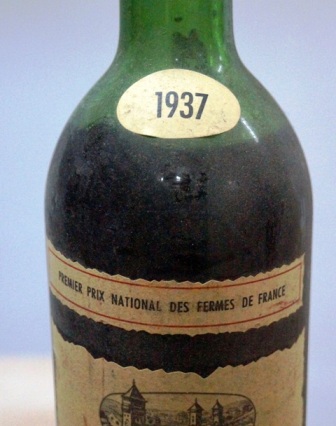 1937
PREMIER PRIX NATIONAL DES FERMES DE FRANCE